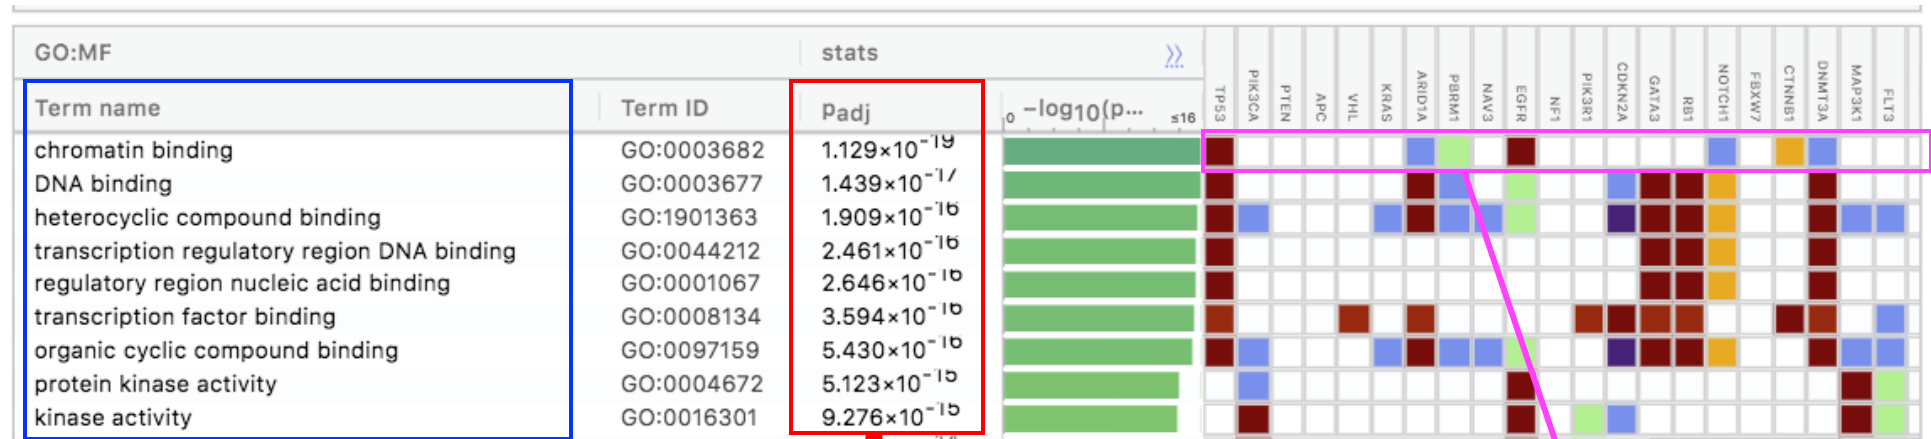 GO:MF stats »
Term name Term ID padj 0 −log10(p... ≤16
TP53 PIK3CA PTEN APC VHL KRAS ARID1A PBRM1 NAV3 EGFR NF1 PIK3R1 CDKN2A GATA3 RB1 NOTCH1 FBXW7 CTNNB1 DNMT3A MAP3K1 FLT3
chromatin binding GO:0003682 1.129×10⁻¹⁹
DNA binding GO:0003677 1.439×10⁻¹⁷
heterocyclic compound binding GO:1901363 1.909×10⁻¹⁶
transcription regulatory region DNA binding GO:0044212 2.461×10⁻¹⁶
regulatory region nucleic acid binding GO:0001067 2.646×10⁻¹⁶
transcription factor binding GO:0008134 3.594×10⁻¹⁶
organic cyclic compound binding GO:0097159 5.430×10⁻¹⁶
protein kinase activity GO:0004672 5.123×10⁻¹⁵
kinase activity GO:0016301 9.276×10⁻¹⁵